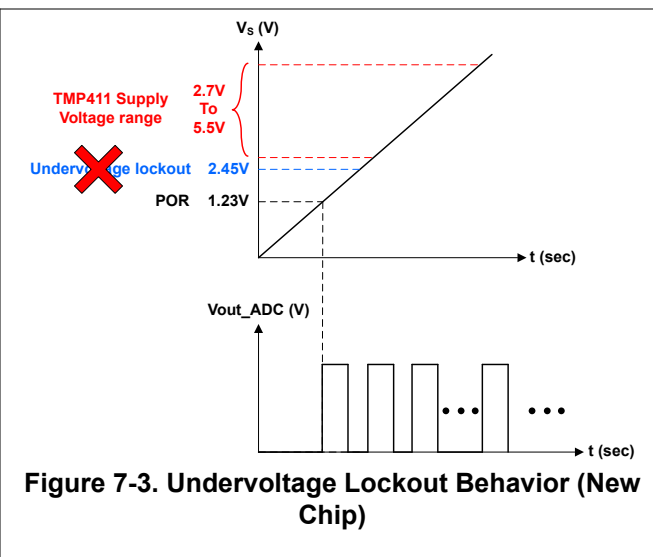 Vs (V)
TMP411 Supply
Voltage range
2.7V
To
5.5V
Undervoltage lockout 2.45V
POR 1.23V
t (sec)
Vout_ADC (V)
t (sec)
Figure 7-3. Undervoltage Lockout Behavior (New
Chip)